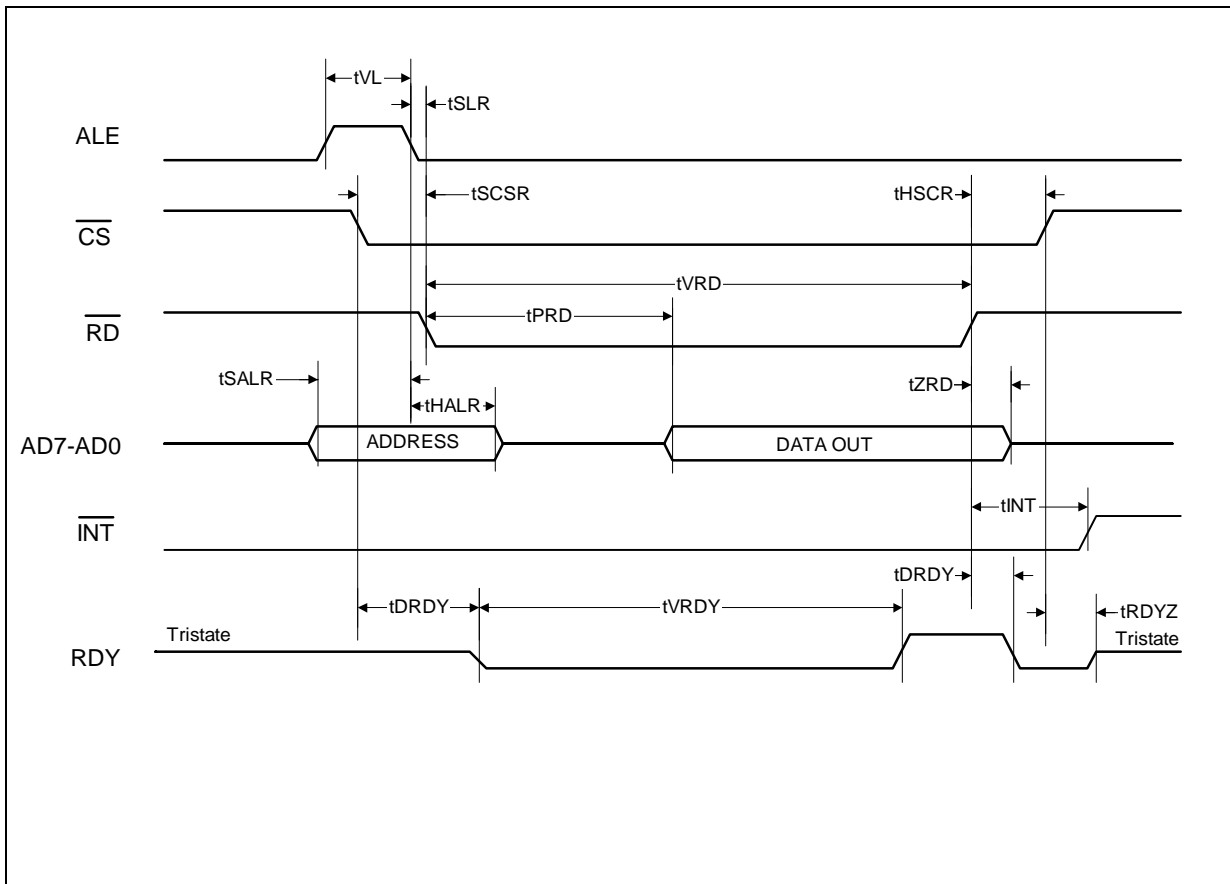 tVL
tSLR
ALE
tSCSR
tHSCR
CS
tVRD
tPRD
RD
tSALR
tZRD
tHALR
AD7-AD0
ADDRESS
DATA OUT
tINT
INT
tDRDY
tDRDY
tVRDY
tRDYZ
Tristate
Tristate
RDY